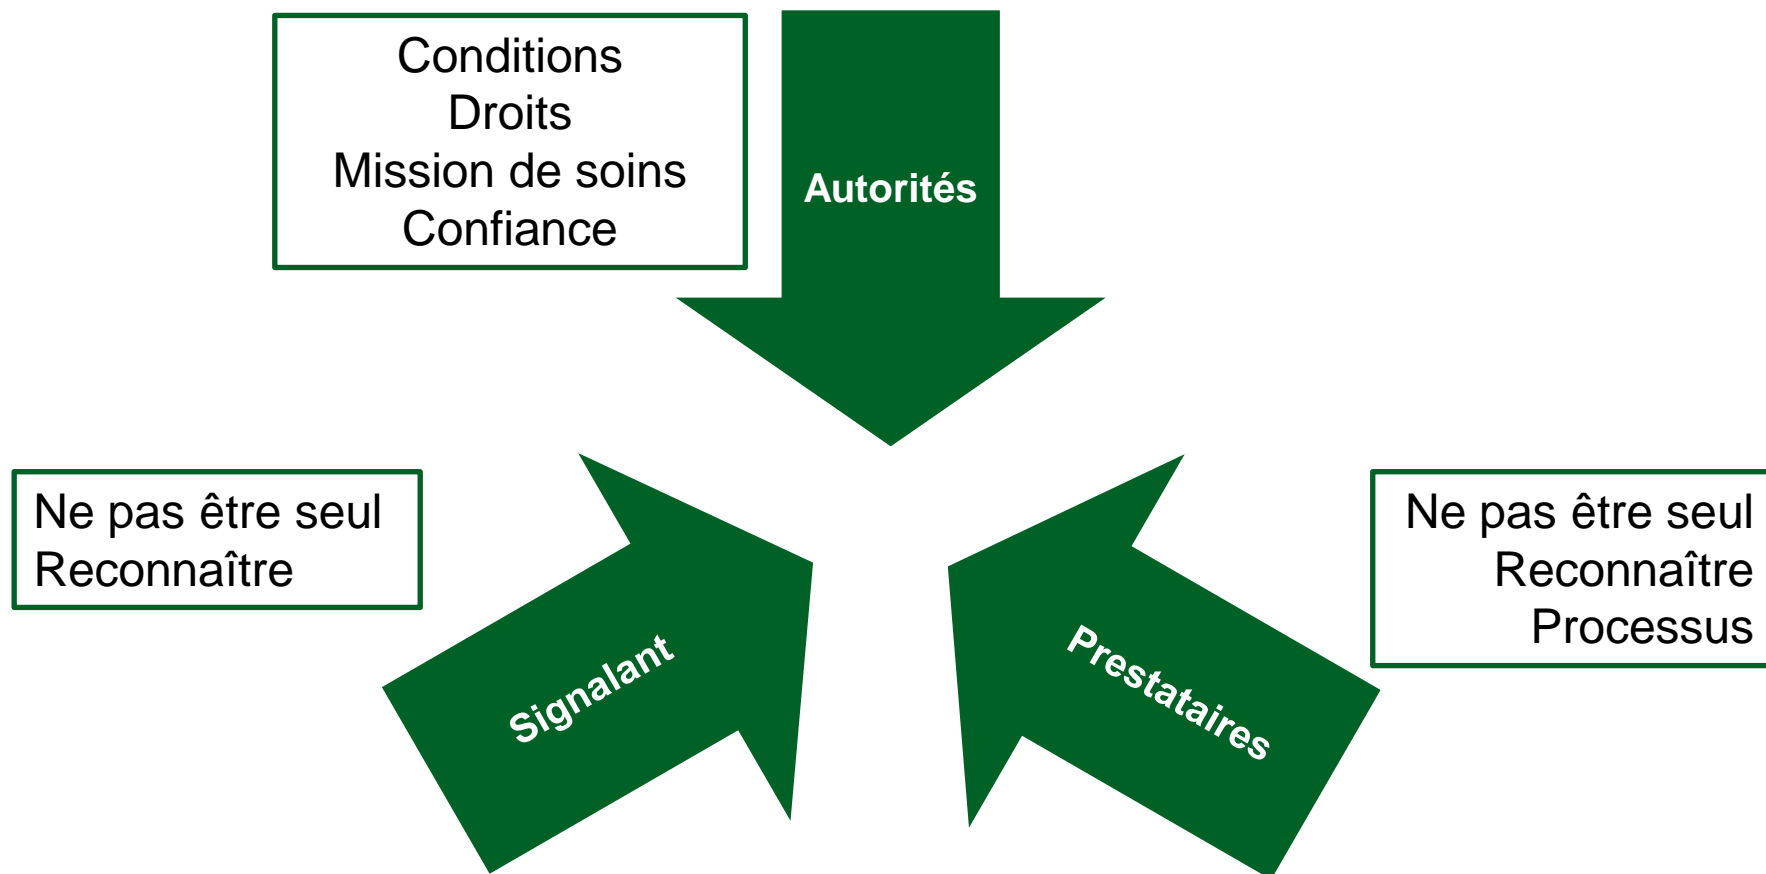 Conditions
Droits
Mission de soins
Confiance
Autorités
Ne pas être seul
Reconnaître
Signalant
Prestataires
Ne pas être seul
Reconnaître
Processus